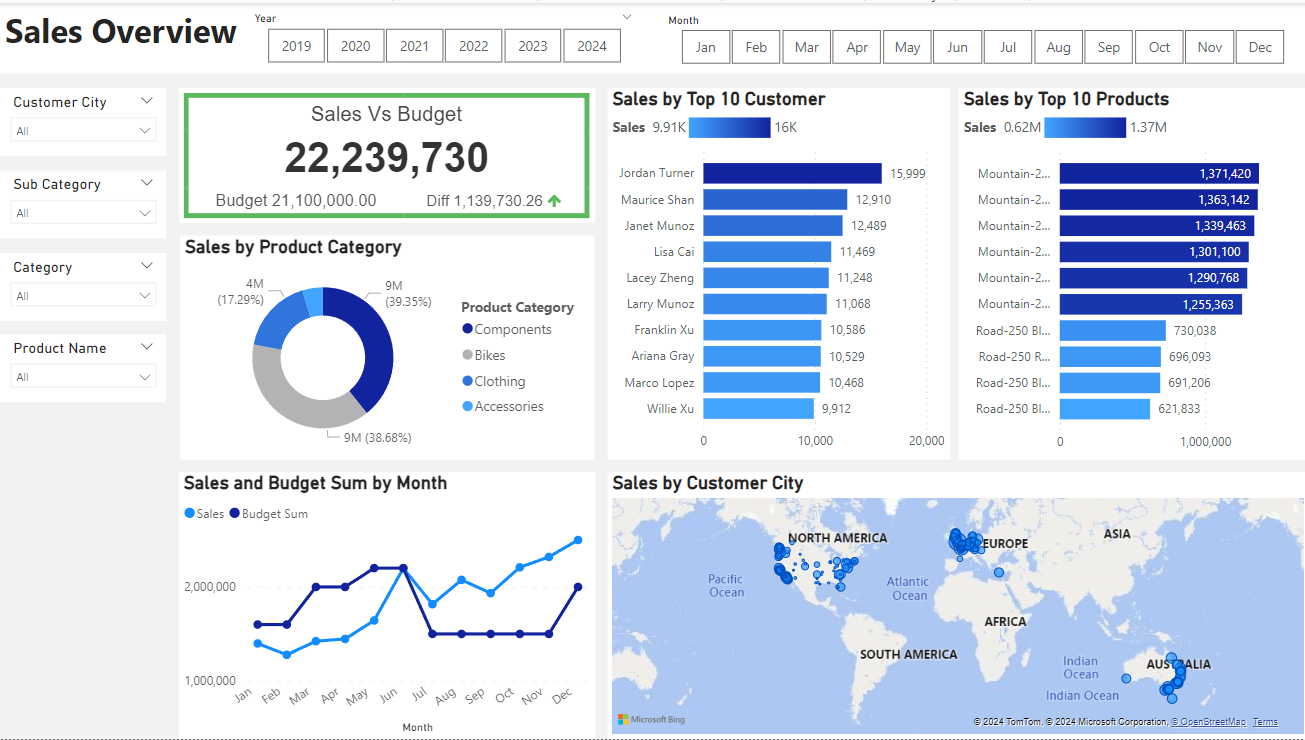 Sales Overview
Year
2019 2020 2021 2022 2023 2024
Month
Jan Feb Mar Apr May Jun Jul Aug Sep Oct Nov Dec
Customer City
All
Sub Category
All
Category
All
Product Name
All
Sales Vs Budget
22,239,730
Budget 21,100,000.00 Diff 1,139,730.26
Sales by Product Category
4M
(17.29%)
9M
(39.35%)
9M (38.68%)
Product Category
Components
Bikes
Clothing
Accessories
Sales by Top 10 Customer
Sales 9.91K 16K
Jordan Turner 15,999
Maurice Shan 12,910
Janet Munoz 12,489
Lisa Cai 11,469
Lacey Zheng 11,248
Larry Munoz 11,068
Franklin Xu 10,586
Ariana Gray 10,529
Marco Lopez 10,468
Willie Xu 9,912
0 10,000 20,000
Sales by Top 10 Products
Sales 0.62M 1.37M
Mountain-2... 1,371,420
Mountain-2... 1,363,142
Mountain-2... 1,339,463
Mountain-2... 1,301,100
Mountain-2... 1,290,768
Mountain-2... 1,255,363
Road-250 Bl... 730,038
Road-250 R... 696,093
Road-250 Bl... 691,206
Road-250 Bl... 621,833
0 1,000,000
Sales and Budget Sum by Month
Sales Budget Sum
2,000,000
1,000,000
Jan Feb Mar Apr May Jun Jul Aug Sep Oct Nov Dec
Month
Sales by Customer City
NORTH AMERICA
EUROPE
ASIA
Pacific
Ocean
Atlantic
Ocean
AFRICA
SOUTH AMERICA
Indian
Ocean
AUSTRALIA
Indian Ocean
Microsoft Bing
© 2024 TomTom, © 2024 Microsoft Corporation, © OpenStreetMap Terms